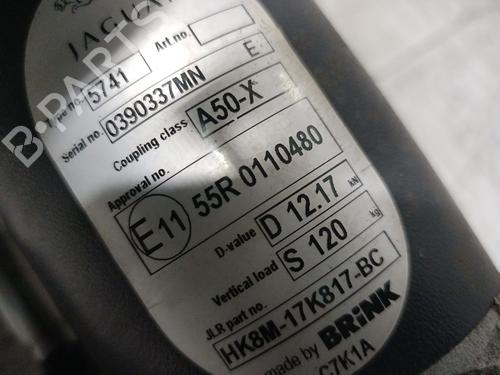 JAGUA
Type no. 5741 Art.no.
Serial no. 0390337MN E
Coupling class A50-X
Approval no.
E11 55R 0110480
D-value D 12.17 kN
Vertical load S 120 kg
JLR part no.
HK8M-17K817-BC
made by BRINK
C7K1A
B-PARTS